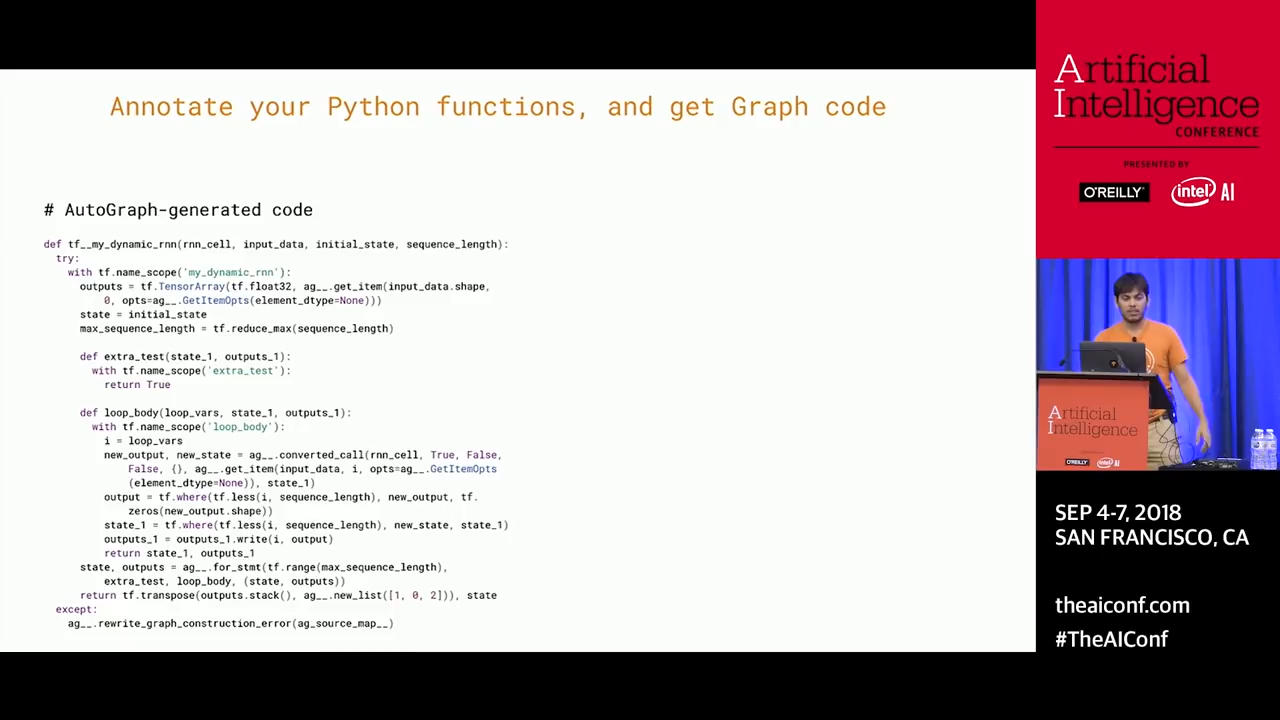 Annotate your Python functions, and get Graph code
# AutoGraph-generated code
def tf__my_dynamic_rnn(rnn_cell, input_data, initial_state, sequence_length):
try:
with tf.name_scope('my_dynamic_rnn'):
outputs = tf.TensorArray(tf.float32, ag__.get_item(input_data.shape,
0, opts=ag__.GetItemOpts(element_dtype=None)))
state = initial_state
max_sequence_length = tf.reduce_max(sequence_length)
def extra_test(state_1, outputs_1):
with tf.name_scope('extra_test'):
return True
def loop_body(loop_vars, state_1, outputs_1):
with tf.name_scope('loop_body'):
i = loop_vars
new_output, new_state = ag__.converted_call(rnn_cell, True, False,
False, {}, ag__.get_item(input_data, i, opts=ag__.GetItemOpts
(element_dtype=None)), state_1)
output = tf.where(tf.less(i, sequence_length), new_output, tf.
zeros(new_output.shape))
state_1 = tf.where(tf.less(i, sequence_length), new_state, state_1)
outputs_1 = outputs_1.write(i, output)
return state_1, outputs_1
state, outputs = ag__.for_stmt(tf.range(max_sequence_length),
extra_test, loop_body, (state, outputs))
return tf.transpose(outputs.stack(), ag__.new_list([1, 0, 2])), state
except:
ag__.rewrite_graph_construction_error(ag_source_map__)
Artificial
Intelligence
CONFERENCE
PRESENTED BY
O'REILLY
intel AI
Artificial
Intelligence
O'REILLY
intel AI
SEP 4-7, 2018
SAN FRANCISCO, CA
theaiconf.com
#TheAIConf